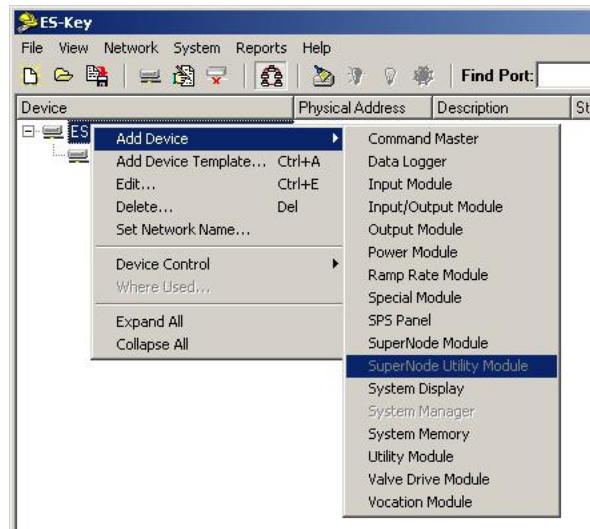 ES-Key
File View Network System Reports Help
Find Port:
Device Physical Address Description St
ES
Add Device
Add Device Template... Ctrl+A
Edit... Ctrl+E
Delete... Del
Set Network Name...
Device Control
Where Used...
Expand All
Collapse All
Command Master
Data Logger
Input Module
Input/Output Module
Output Module
Power Module
Ramp Rate Module
Special Module
SPS Panel
SuperNode Module
SuperNode Utility Module
System Display
System Manager
System Memory
Utility Module
Valve Drive Module
Vocation Module